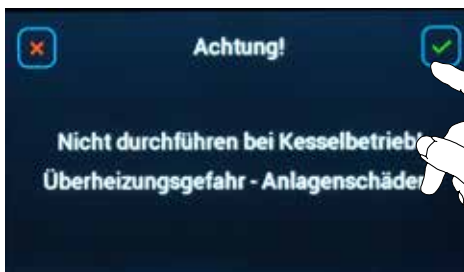 Achtung!
Nicht durchführen bei Kesselbetrieb!
Überheizungsgefahr - Anlagenschäden